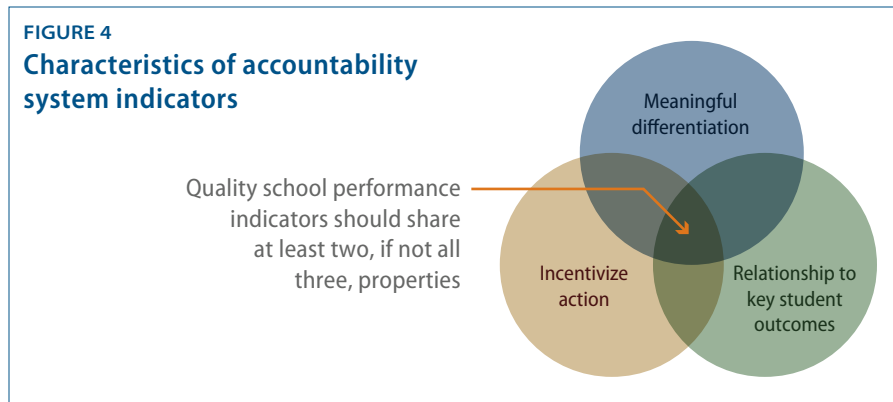 FIGURE 4
Characteristics of accountability
system indicators
Quality school performance
indicators should share
at least two, if not all
three, properties
Meaningful
differentiation
Incentivize
action
Relationship to
key student
outcomes